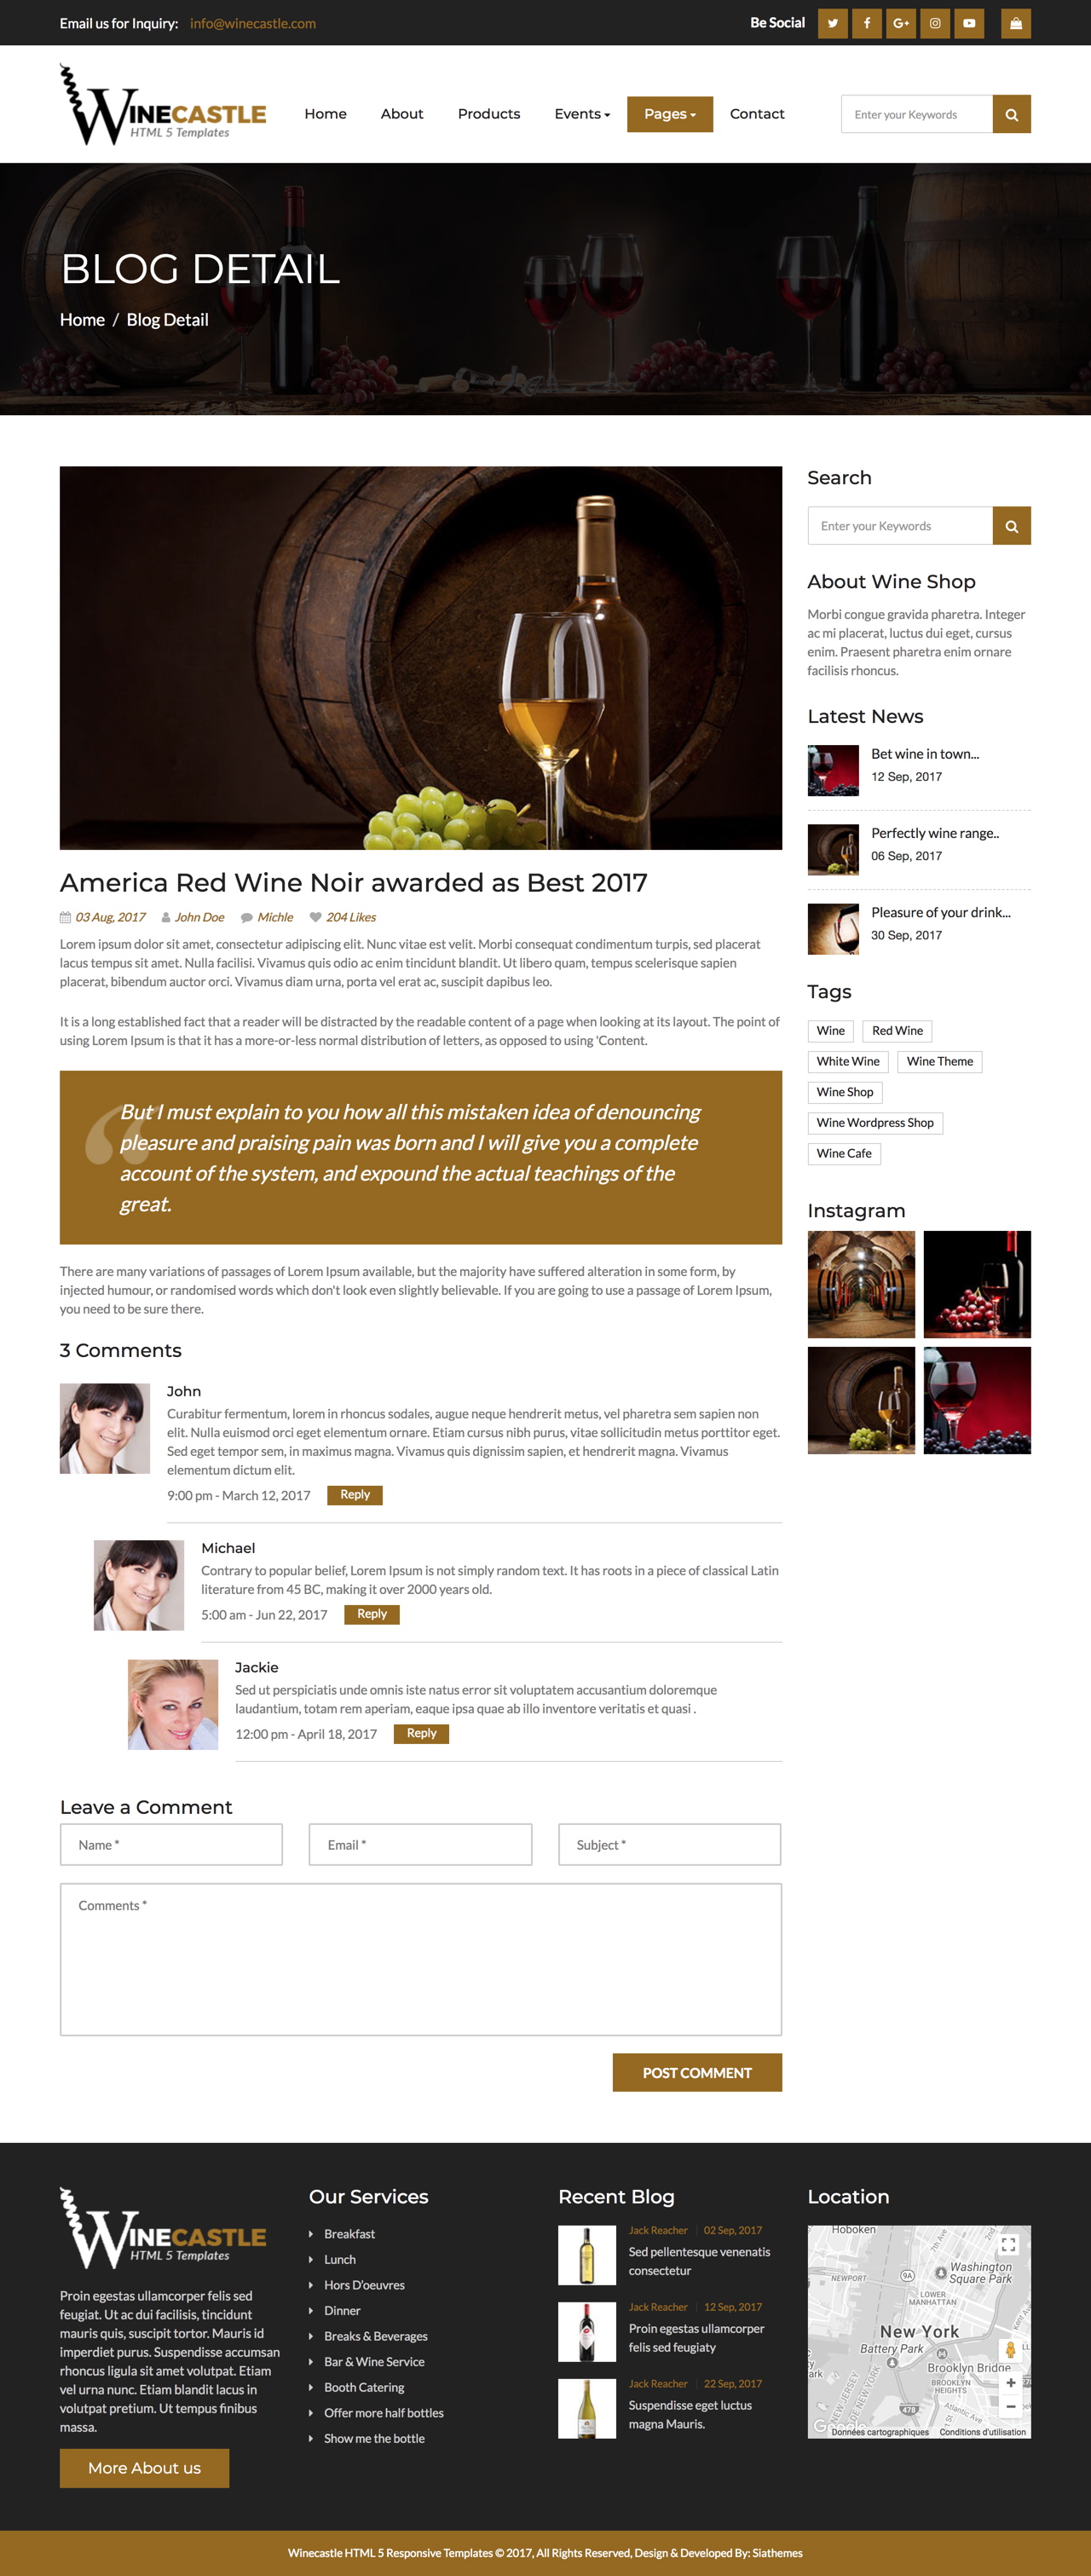 Email us for Inquiry: info@winecastle.com
Be Social
WINECASTLE
HTML 5 Templates
Home
About
Products
Events
Pages
Contact
Enter your Keywords
BLOG DETAIL
Home / Blog Detail
America Red Wine Noir awarded as Best 2017
03 Aug, 2017 John Doe Michle 204 Likes
Lorem ipsum dolor sit amet, consectetur adipiscing elit. Nunc vitae est velit. Morbi consequat condimentum turpis, sed placerat
lacus tempus sit amet. Nulla facilisi. Vivamus quis odio ac enim tincidunt blandit. Ut libero quam, tempus scelerisque sapien
placerat, bibendum auctor orci. Vivamus diam urna, porta vel erat ac, suscipit dapibus leo.
It is a long established fact that a reader will be distracted by the readable content of a page when looking at its layout. The point of
using Lorem Ipsum is that it has a more-or-less normal distribution of letters, as opposed to using 'Content.
“
But I must explain to you how all this mistaken idea of denouncing
pleasure and praising pain was born and I will give you a complete
account of the system, and expound the actual teachings of the
great.
There are many variations of passages of Lorem Ipsum available, but the majority have suffered alteration in some form, by
injected humour, or randomised words which don't look even slightly believable. If you are going to use a passage of Lorem Ipsum,
you need to be sure there.
3 Comments
John
Curabitur fermentum, lorem in rhoncus sodales, augue neque hendrerit metus, vel pharetra sem sapien non
elit. Nulla euismod orci eget elementum ornare. Etiam cursus nibh purus, vitae sollicitudin metus porttitor eget.
Sed eget tempor sem, in maximus magna. Vivamus quis dignissim sapien, et hendrerit magna. Vivamus
elementum dictum elit.
9:00 pm - March 12, 2017 Reply
Michael
Contrary to popular belief, Lorem Ipsum is not simply random text. It has roots in a piece of classical Latin
literature from 45 BC, making it over 2000 years old.
5:00 am - Jun 22, 2017 Reply
Jackie
Sed ut perspiciatis unde omnis iste natus error sit voluptatem accusantium doloremque
laudantium, totam rem aperiam, eaque ipsa quae ab illo inventore veritatis et quasi .
12:00 pm - April 18, 2017 Reply
Leave a Comment
Name *
Email *
Subject *
Comments *
POST COMMENT
Search
Enter your Keywords
About Wine Shop
Morbi congue gravida pharetra. Integer
ac mi placerat, luctus dui eget, cursus
enim. Praesent pharetra enim ornare
facilisis rhoncus.
Latest News
Bet wine in town...
12 Sep, 2017
Perfectly wine range..
06 Sep, 2017
Pleasure of your drink...
30 Sep, 2017
Tags
Wine
Red Wine
White Wine
Wine Theme
Wine Shop
Wine Wordpress Shop
Wine Cafe
Instagram
WINECASTLE
HTML 5 Templates
Proin egestas ullamcorper felis sed
feugiat. Ut ac dui facilisis, tincidunt
mauris quis, suscipit tortor. Mauris id
imperdiet purus. Suspendisse accumsan
rhoncus ligula sit amet volutpat. Etiam
vel urna nunc. Etiam blandit lacus in
volutpat pretium. Ut tempus finibus
massa.
More About us
Our Services
Breakfast
Lunch
Hors D'oeuvres
Dinner
Breaks & Beverages
Bar & Wine Service
Booth Catering
Offer more half bottles
Show me the bottle
Recent Blog
Jack Reacher | 02 Sep, 2017
Sed pellentesque venenatis
consectetur
Jack Reacher | 12 Sep, 2017
Proin egestas ullamcorper
felis sed feugiaty
Jack Reacher | 22 Sep, 2017
Suspendisse eget luctus
magna Mauris.
Location
Hoboken
7th Ave
2nd
Washington
Square Park
NEWPORT
9A
LOWER
MANHATTAN
New York
Battery Park
Brooklyn Bridge
ark
BROOKLYN
HEIGHTS
NEW JERSEY
NEW YORK
Atlantic Ave
478
Google
Données cartographiques
Conditions d'utilisation
Winecastle HTML 5 Responsive Templates © 2017, All Rights Reserved, Design & Developed By: Siathemes